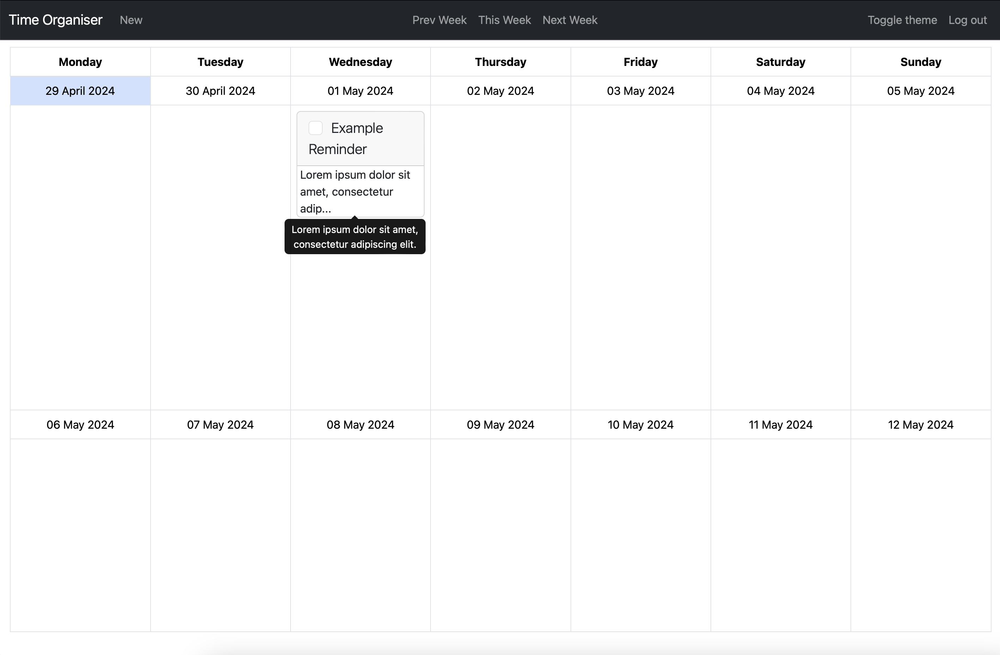 Time Organiser New Prev Week This Week Next Week Toggle theme Log out
Monday Tuesday Wednesday Thursday Friday Saturday Sunday
29 April 2024 30 April 2024 01 May 2024 02 May 2024 03 May 2024 04 May 2024 05 May 2024
Example
Reminder
Lorem ipsum dolor sit
amet, consectetur
adip...
Lorem ipsum dolor sit amet,
consectetur adipiscing elit.
06 May 2024 07 May 2024 08 May 2024 09 May 2024 10 May 2024 11 May 2024 12 May 2024